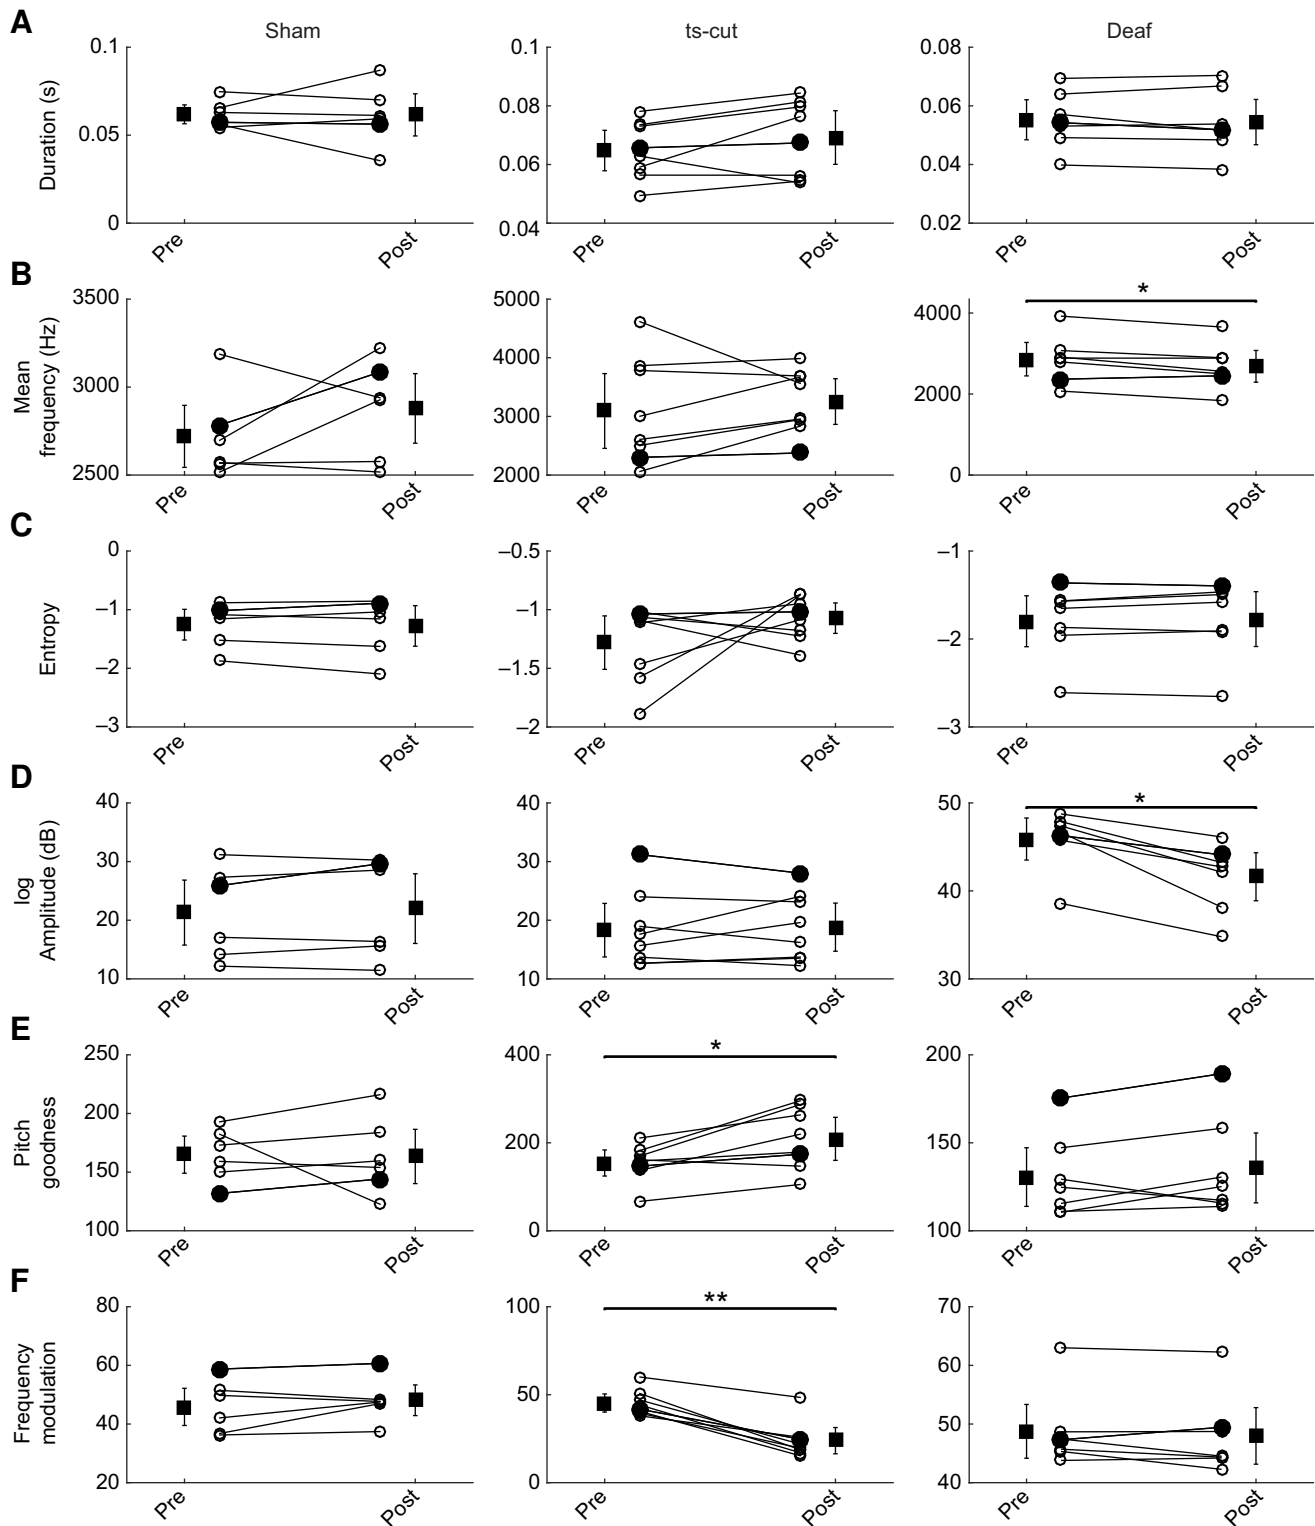 A
Sham
ts-cut
Deaf
Duration (s)
0.1
0.05
0
Pre
Post
0.1
0.08
0.06
0.04
Pre
Post
0.08
0.06
0.04
0.02
Pre
Post
B
Mean
frequency (Hz)
3500
3000
2500
Pre
Post
5000
4000
3000
2000
Pre
Post
*
4000
2000
0
Pre
Post
C
Entropy
0
–1
–2
–3
Pre
Post
–0.5
–1
–1.5
–2
Pre
Post
–1
–2
–3
Pre
Post
D
log
Amplitude (dB)
40
30
20
10
Pre
Post
40
30
20
10
Pre
Post
*
50
40
30
Pre
Post
E
Pitch
goodness
250
200
150
100
Pre
Post
*
400
200
0
Pre
Post
200
150
100
Pre
Post
F
Frequency
modulation
80
60
40
20
Pre
Post
**
100
50
0
Pre
Post
70
60
50
40
Pre
Post